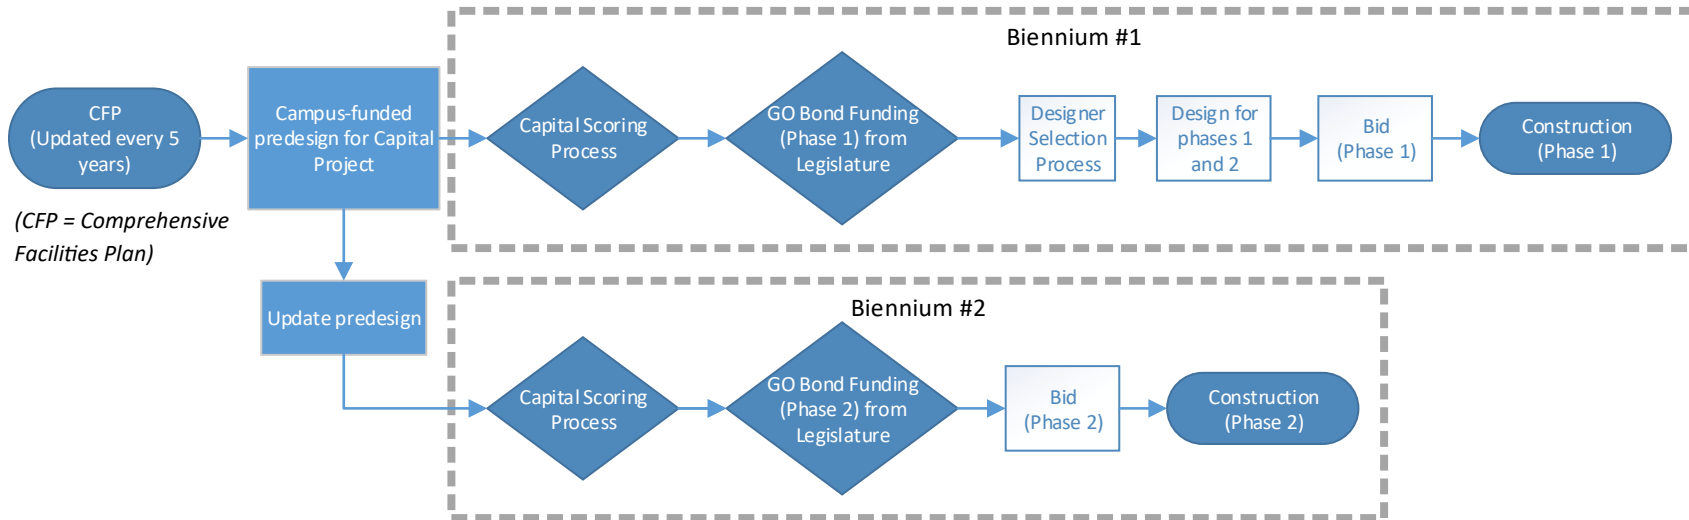 Biennium #1
CFP
(Updated every 5
years)
Campus-funded
predesign for Capital
Project
Capital Scoring
Process
GO Bond Funding
(Phase 1) from
Legislature
Designer
Selection
Process
Design for
phases 1
and 2
Bid
(Phase 1)
Construction
(Phase 1)
(CFP = Comprehensive
Facilities Plan)
Update predesign
Biennium #2
Capital Scoring
Process
GO Bond Funding
(Phase 2) from
Legislature
Bid
(Phase 2)
Construction
(Phase 2)